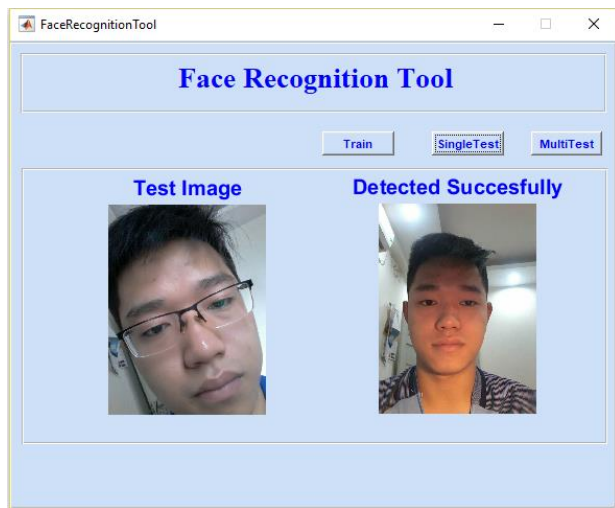 FaceRecognitionTool
Face Recognition Tool
Train SingleTest MultiTest
Test Image Detected Succesfully